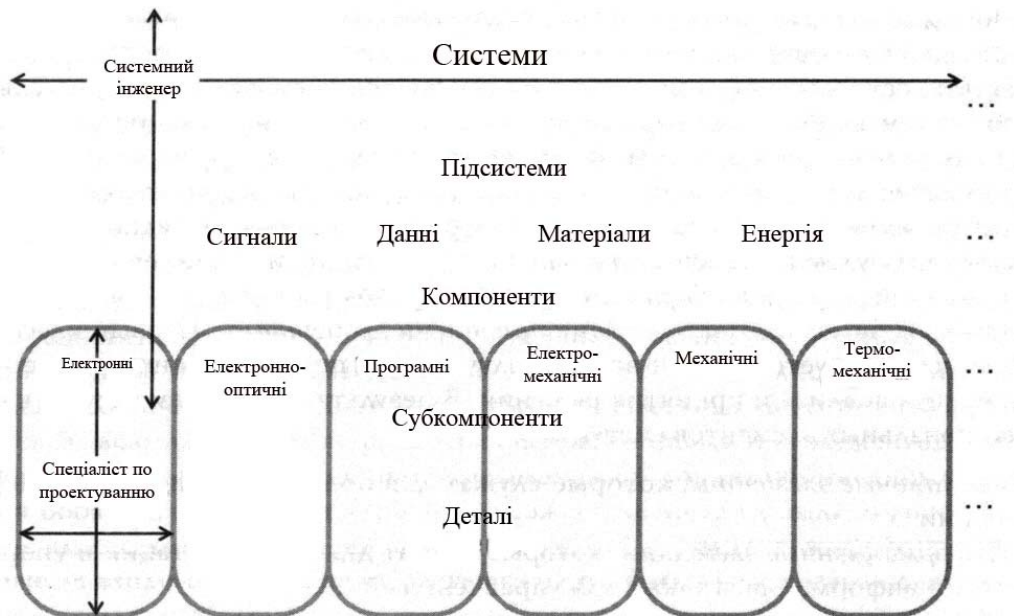 Системи
Системний
інженер
...
Підсистеми
Сигнали Данні Матеріали Енергія ...
Компоненти
Електронні Електронно-
оптичні Програмні Електро-
механічні Механічні Термо-
механічні ...
Субкомпоненти
Спеціаліст по
проектуванню
...
Деталі